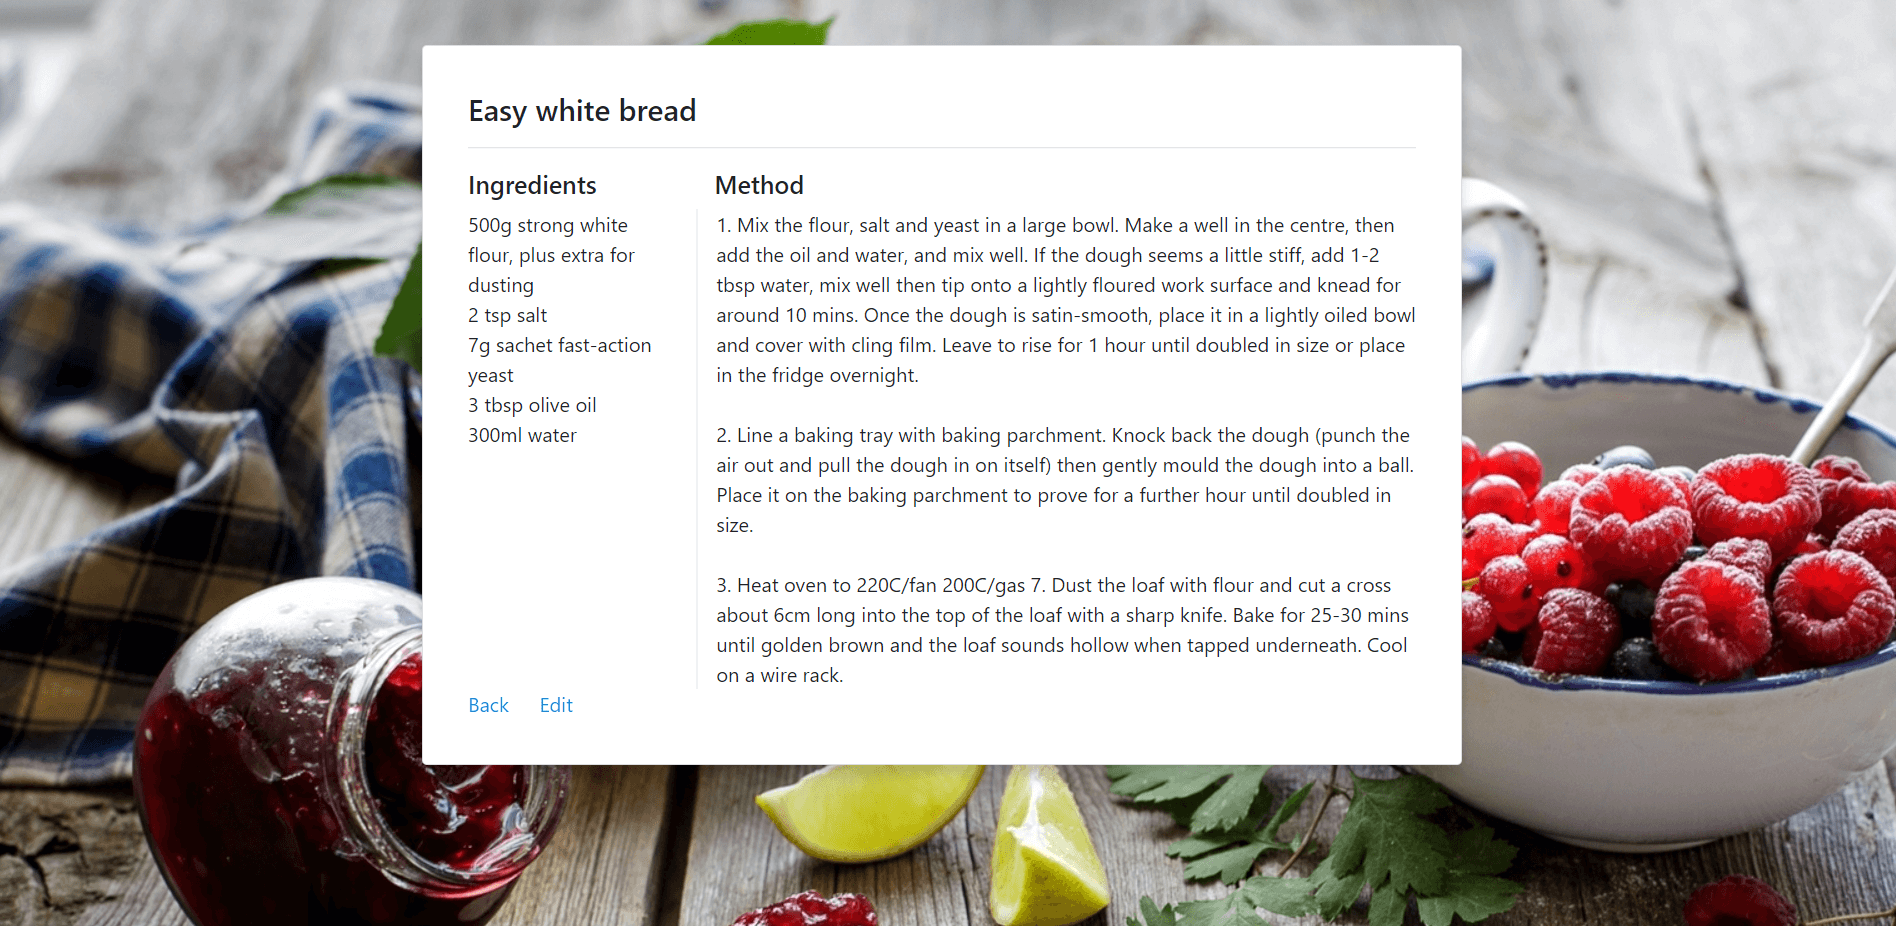 Easy white bread
Ingredients
500g strong white
flour, plus extra for
dusting
2 tsp salt
7g sachet fast-action
yeast
3 tbsp olive oil
300ml water
Method
1. Mix the flour, salt and yeast in a large bowl. Make a well in the centre, then
add the oil and water, and mix well. If the dough seems a little stiff, add 1-2
tbsp water, mix well then tip onto a lightly floured work surface and knead for
around 10 mins. Once the dough is satin-smooth, place it in a lightly oiled bowl
and cover with cling film. Leave to rise for 1 hour until doubled in size or place
in the fridge overnight.
2. Line a baking tray with baking parchment. Knock back the dough (punch the
air out and pull the dough in on itself) then gently mould the dough into a ball.
Place it on the baking parchment to prove for a further hour until doubled in
size.
3. Heat oven to 220C/fan 200C/gas 7. Dust the loaf with flour and cut a cross
about 6cm long into the top of the loaf with a sharp knife. Bake for 25-30 mins
until golden brown and the loaf sounds hollow when tapped underneath. Cool
on a wire rack.
Back Edit